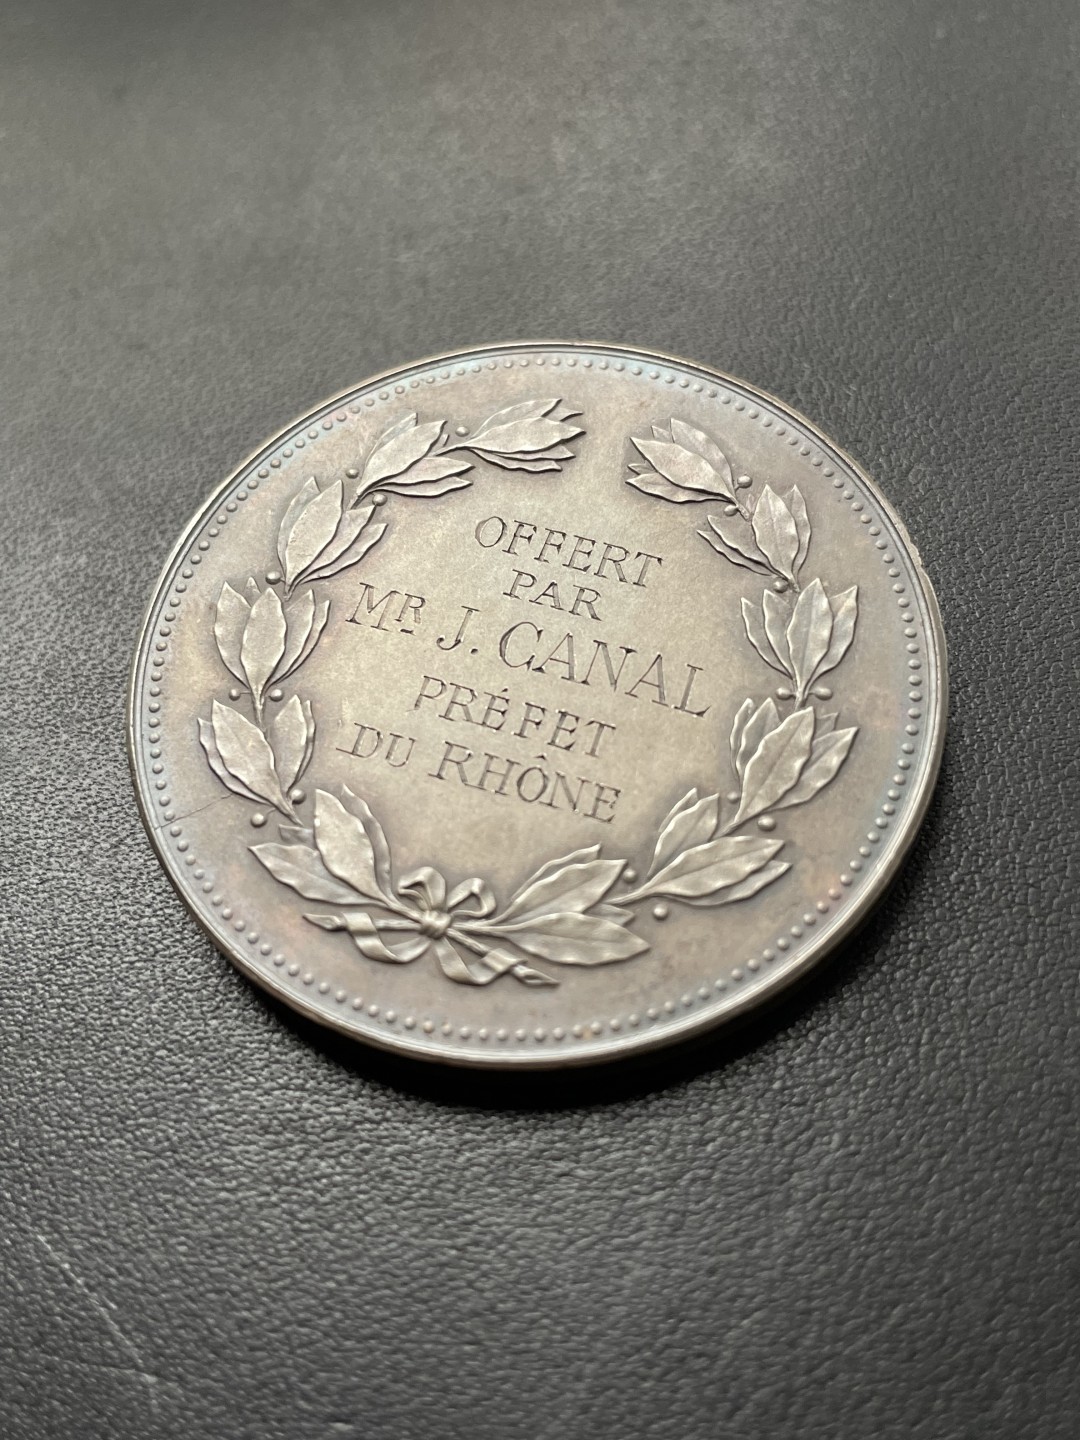 OFFERT
PAR
MR J. CANAL
PRÉFET
DU RHÔNE